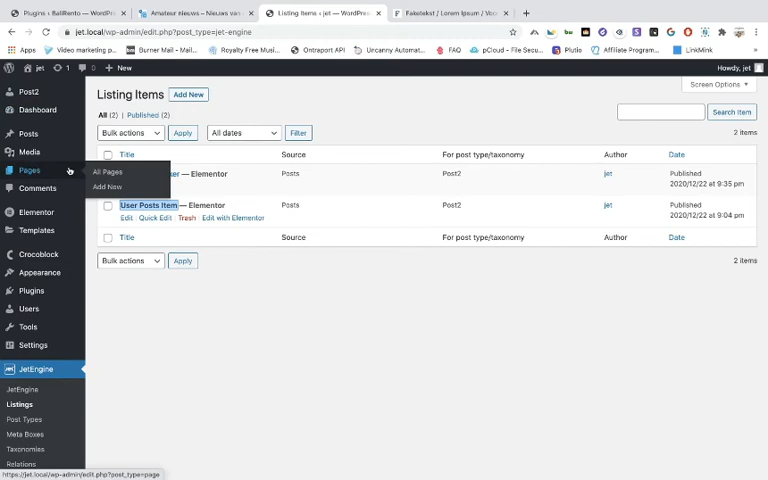 Plugins ‹ BaliRento — WordPr
Amateur nieuws – Nieuws van
Listing Items ‹ jet — WordPres
Faketekst / Lorem Ipsum / Voor
jet.local/wp-admin/edit.php?post_type=jet-engine
Apps
Video marketing p...
Burner Mail - Mail...
Royalty Free Musi...
Ontraport API
Uncanny Automat...
FAQ
pCloud - File Secu...
Plutio
Affiliate Program...
LinkMink
jet
1
0
+ New
Howdy, jet
Screen Options
Post2
Dashboard
Posts
Media
Pages
All Pages
Add New
Comments
Elementor
Templates
Crocoblock
Appearance
Plugins
Users
Tools
Settings
JetEngine
JetEngine
Listings
Post Types
Meta Boxes
Taxonomies
Relations
Listing Items
Add New
All (2) | Published (2)
Search Item
Bulk actions
Apply
All dates
Filter
2 items
Title
Source
For post type/taxonomy
Author
Date
ker — Elementor
Posts
Post2
jet
Published
2020/12/22 at 9:35 pm
User Posts Item — Elementor
Posts
Post2
jet
Published
2020/12/22 at 9:04 pm
Edit | Quick Edit | Trash | Edit with Elementor
Title
Source
For post type/taxonomy
Author
Date
Bulk actions
Apply
2 items
https://jet.local/wp-admin/edit.php?post_type=page